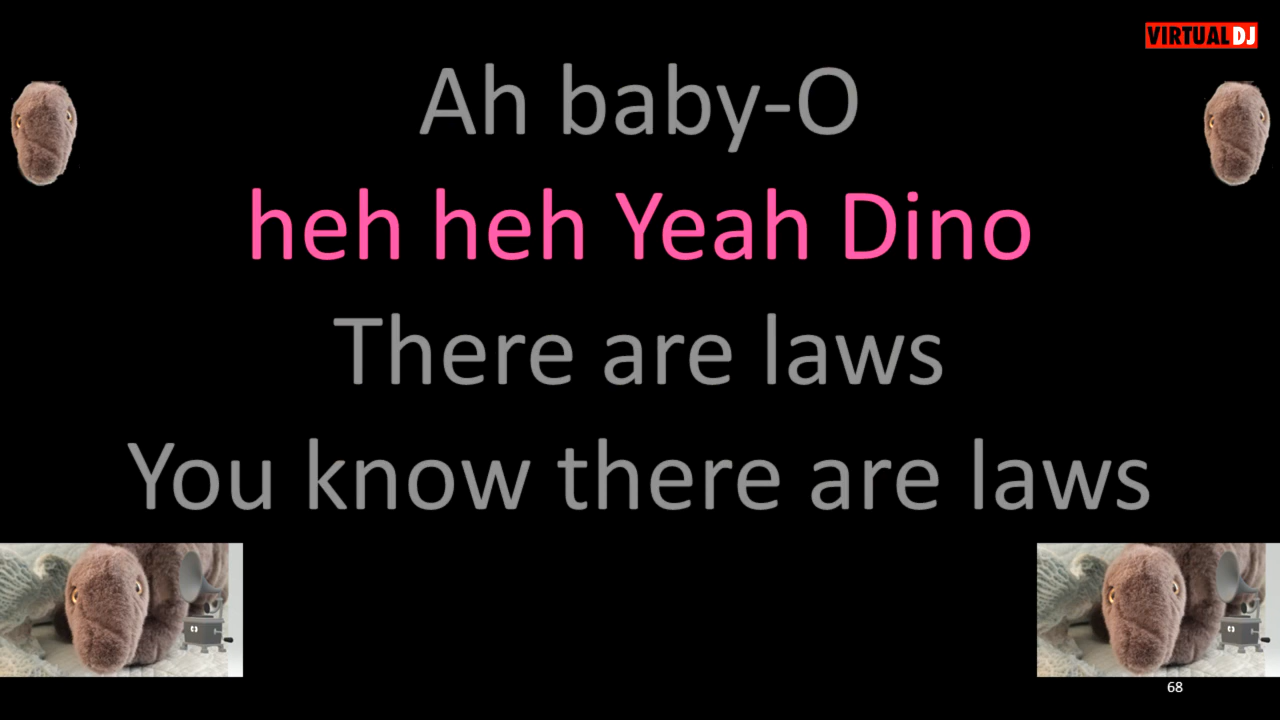 VIRTUAL DJ
Ah baby-O
heh heh Yeah Dino
There are laws
You know there are laws
68